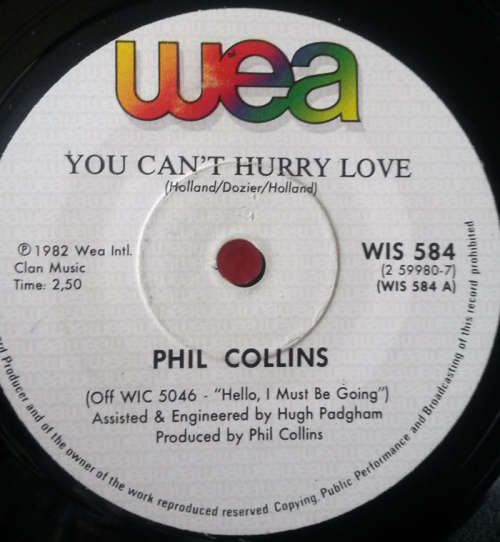 wea
YOU CAN'T HURRY LOVE
(Holland/Dozier/Holland)
℗ 1982 Wea Intl.
Clan Music
Time: 2,50
WIS 584
(2 59980-7)
(WIS 584 A)
PHIL COLLINS
(Off WIC 5046 - "Hello, I Must Be Going")
Assisted & Engineered by Hugh Padgham
Produced by Phil Collins
rd Producer and of the owner of the work reproduced reserved. Copying, Public Performance and Broadcasting of this record prohibited